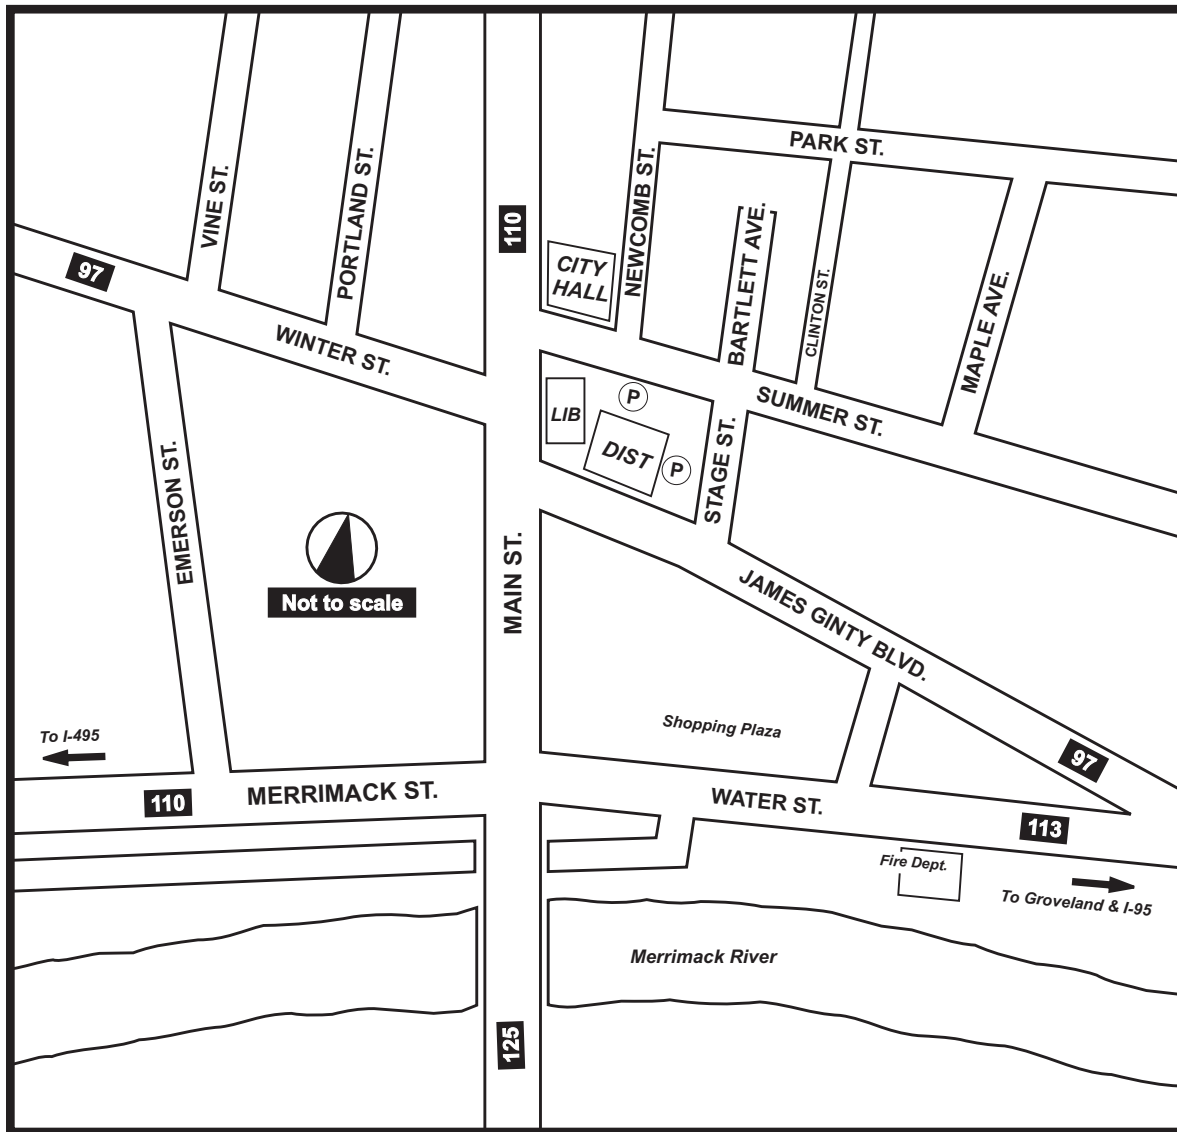 PARK ST.
VINE ST.
PORTLAND ST.
110
NEWCOMB ST.
BARTLETT AVE.
CLINTON ST.
MAPLE AVE.
97
CITY
HALL
WINTER ST.
SUMMER ST.
LIB
P
DIST
P
STAGE ST.
EMERSON ST.
MAIN ST.
Not to scale
JAMES GINTY BLVD.
Shopping Plaza
To I-495
97
110
MERRIMACK ST.
WATER ST.
113
Fire Dept.
To Groveland & I-95
Merrimack River
125